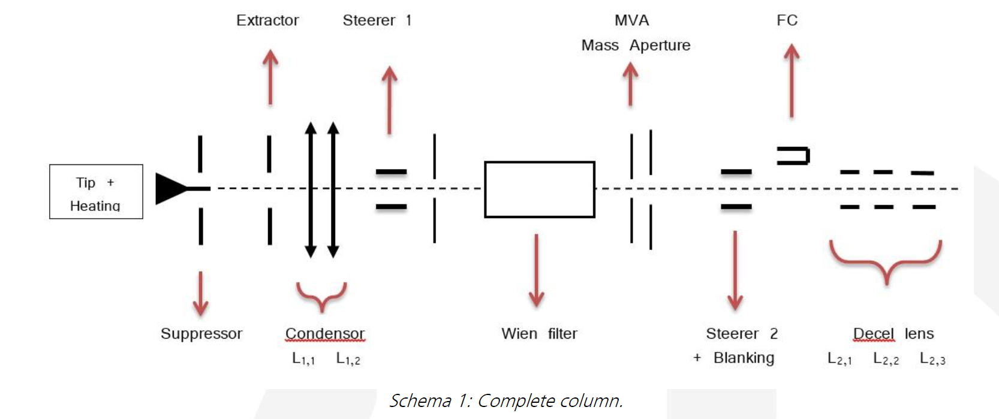 Extractor
Steerer 1
MVA
Mass Aperture
FC
Tip +
Heating
Suppressor
Condensor
L1,1 L1,2
Wien filter
Steerer 2
+ Blanking
Decel lens
L2,1 L2,2 L2,3
Schema 1: Complete column.